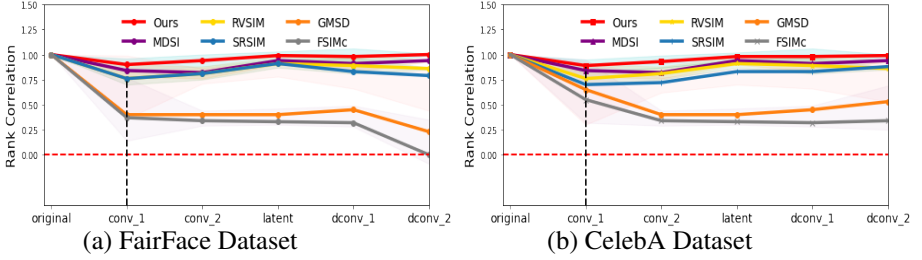 1.50
1.25
1.00
0.75
0.50
0.25
0.00
Rank Correlation
Ours RVSIM GMSD
MDSI SRSIM FSIMc
original conv_1 conv_2 latent dconv_1 dconv_2
(a) FairFace Dataset
1.50
1.25
1.00
0.75
0.50
0.25
0.00
Rank Correlation
Ours RVSIM GMSD
MDSI SRSIM FSIMc
original conv_1 conv_2 latent dconv_1 dconv_2
(b) CelebA Dataset